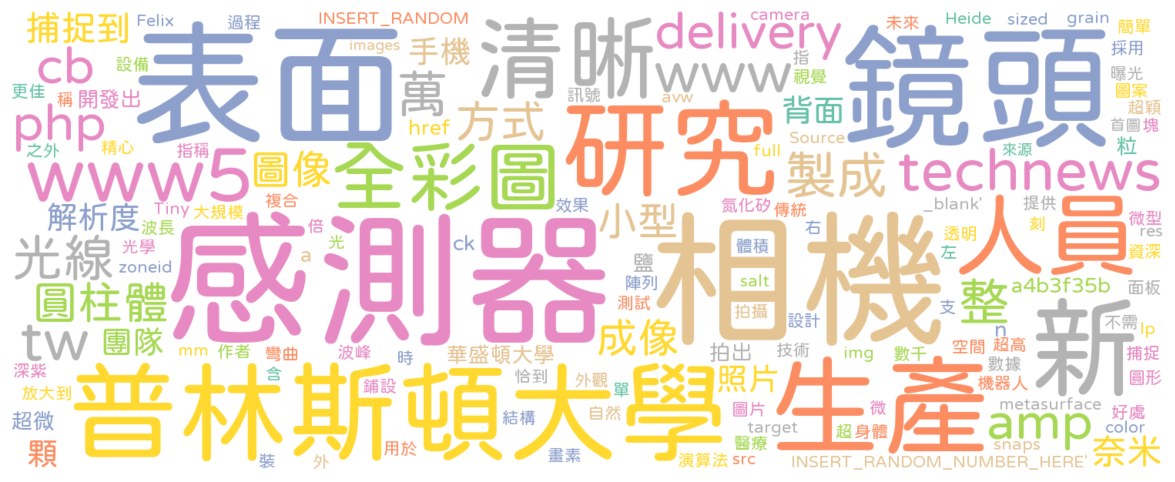 捕捉到 Felix 過程 INSERT_RANDOM camera 未來 Heide sized grain 簡單
表面 images 手機 清晰 delivery 指 鏡頭 採用
cb 設備 視覺 曝光
更佳 稱 開發出 萬 訊號 www avw 圖案 超穎
php href 方式 背面 首圖 塊
之外 精心 指稱 研究 Source full 來源 粒
www5 圖像 全彩圖 製成 technews
Tiny 大規模 複合 效果 小型 氮化矽 傳統 _blank' 提供 人員 微型
解析度 波長 倍 右 透明 刻 res
光線 光學 光 a ck 鹽 體積 左 資深
zoneid 感測器 陣列 salt 相機 a4b3f35b 面板
圓柱體 測試 拍攝 支 整
tw 團隊 mm 作者 彎曲 波峰 時 華盛頓大學 成像 拍出 設計 技術 img 數千 n 空間 超高 新 不需 lp 捕捉
深紫 含 恰到 外觀 單 照片 數據 機器人 圓形
放大到 普林斯頓大學 鋪設 生產 metasurface
超微 結構 自然 圖片 target 微 amp 好處 color
顆 裝 外 用於 畫素 演算法 src 醫療 超 身體 snaps 奈米
INSERT_RANDOM_NUMBER_HERE'